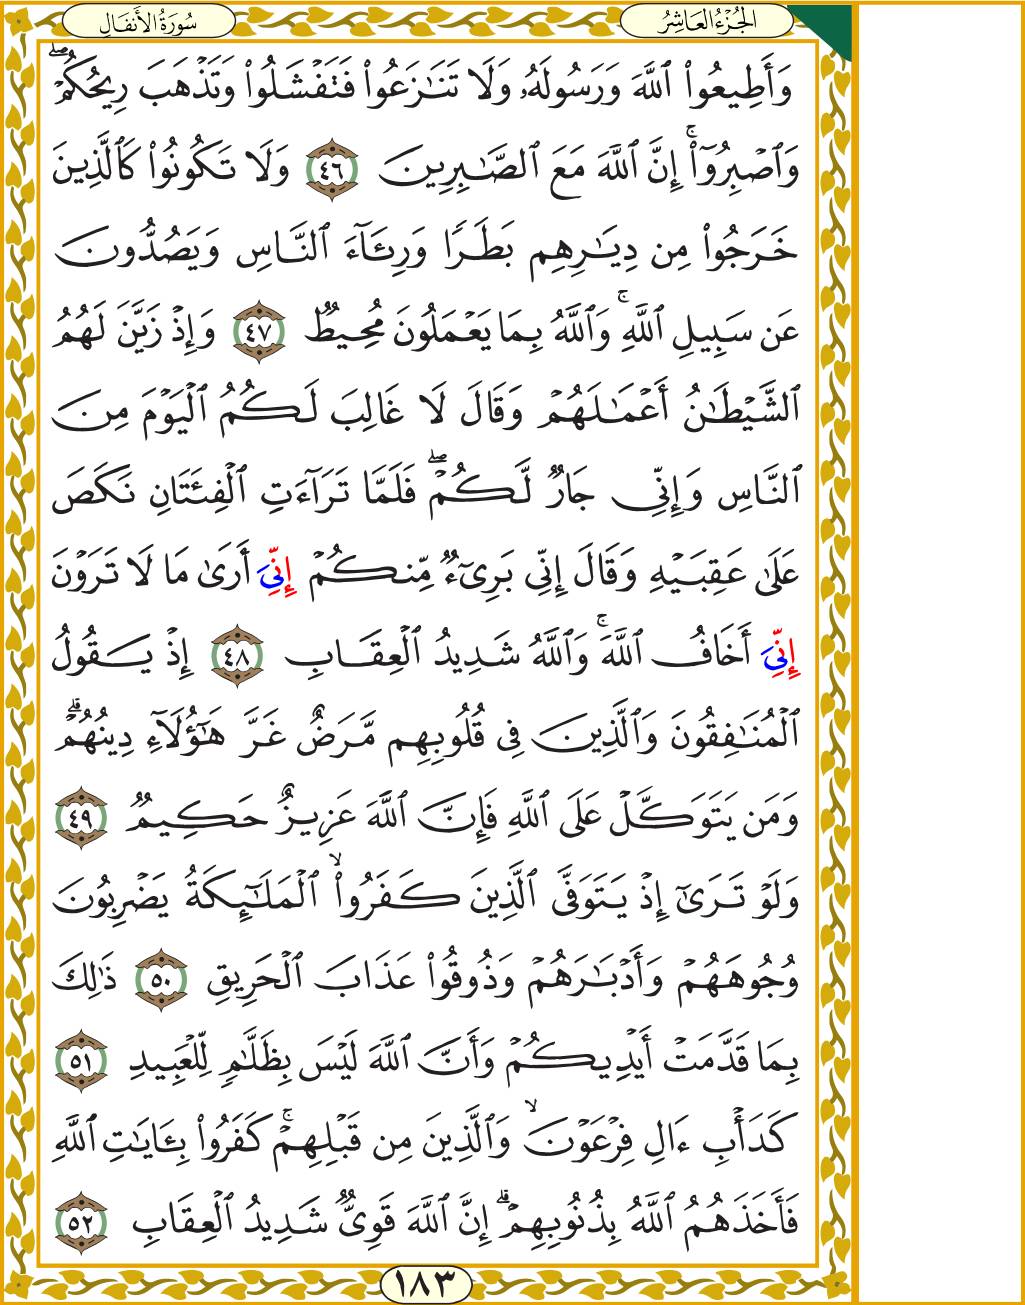 الجُزْءُ العَاشِرُ
سُورَةُ الأَنفَالِ
وَأَطِيعُوا۟ ٱللَّهَ وَرَسُولَهُۥ وَلَا تَنَـٰزَعُوا۟ فَتَفْشَلُوا۟ وَتَذْهَبَ رِيحُكُمْ ۖ
وَٱصْبِرُوٓا۟ ۚ إِنَّ ٱللَّهَ مَعَ ٱلصَّـٰبِرِينَ ٤٦ وَلَا تَكُونُوا۟ كَٱلَّذِينَ
خَرَجُوا۟ مِن دِيَـٰرِهِم بَطَرًا وَرِئَآءَ ٱلنَّاسِ وَيَصُدُّونَ
عَن سَبِيلِ ٱللَّهِ ۚ وَٱللَّهُ بِمَا يَعْمَلُونَ مُحِيطٌ ٤٧ وَإِذْ زَيَّنَ لَهُمُ
ٱلشَّيْطَـٰنُ أَعْمَـٰلَهُمْ وَقَالَ لَا غَالِبَ لَكُمُ ٱلْيَوْمَ مِنَ
ٱلنَّاسِ وَإِنِّى جَارٌ لَّكُمْ ۖ فَلَمَّا تَرَآءَتِ ٱلْفِئَتَانِ نَكَصَ
عَلَىٰ عَقِبَيْهِ وَقَالَ إِنِّى بَرِىٓءٌ مِّنكُمْ إِنِّىَ أَرَىٰ مَا لَا تَرَوْنَ
إِنِّىَ أَخَافُ ٱللَّهَ ۚ وَٱللَّهُ شَدِيدُ ٱلْعِقَابِ ٤٨ إِذْ يَقُولُ
ٱلْمُنَـٰفِقُونَ وَٱلَّذِينَ فِى قُلُوبِهِم مَّرَضٌ غَرَّ هَـٰٓؤُلَآءِ دِينُهُمْ ۗ
وَمَن يَتَوَكَّلْ عَلَى ٱللَّهِ فَإِنَّ ٱللَّهَ عَزِيزٌ حَكِيمٌ ٤٩
وَلَوْ تَرَىٰٓ إِذْ يَتَوَفَّى ٱلَّذِينَ كَفَرُوا۟ ۙ ٱلْمَلَـٰٓئِكَةُ يَضْرِبُونَ
وُجُوهَهُمْ وَأَدْبَـٰرَهُمْ وَذُوقُوا۟ عَذَابَ ٱلْحَرِيقِ ٥٠ ذَٰلِكَ
بِمَا قَدَّمَتْ أَيْدِيكُمْ وَأَنَّ ٱللَّهَ لَيْسَ بِظَلَّـٰمٍ لِّلْعَبِيدِ ٥١
كَدَأْبِ ءَالِ فِرْعَوْنَ ۙ وَٱلَّذِينَ مِن قَبْلِهِمْ ۚ كَفَرُوا۟ بِـَٔايَـٰتِ ٱللَّهِ
فَأَخَذَهُمُ ٱللَّهُ بِذُنُوبِهِمْ ۗ إِنَّ ٱللَّهَ قَوِىٌّ شَدِيدُ ٱلْعِقَابِ ٥٢
١٨٣